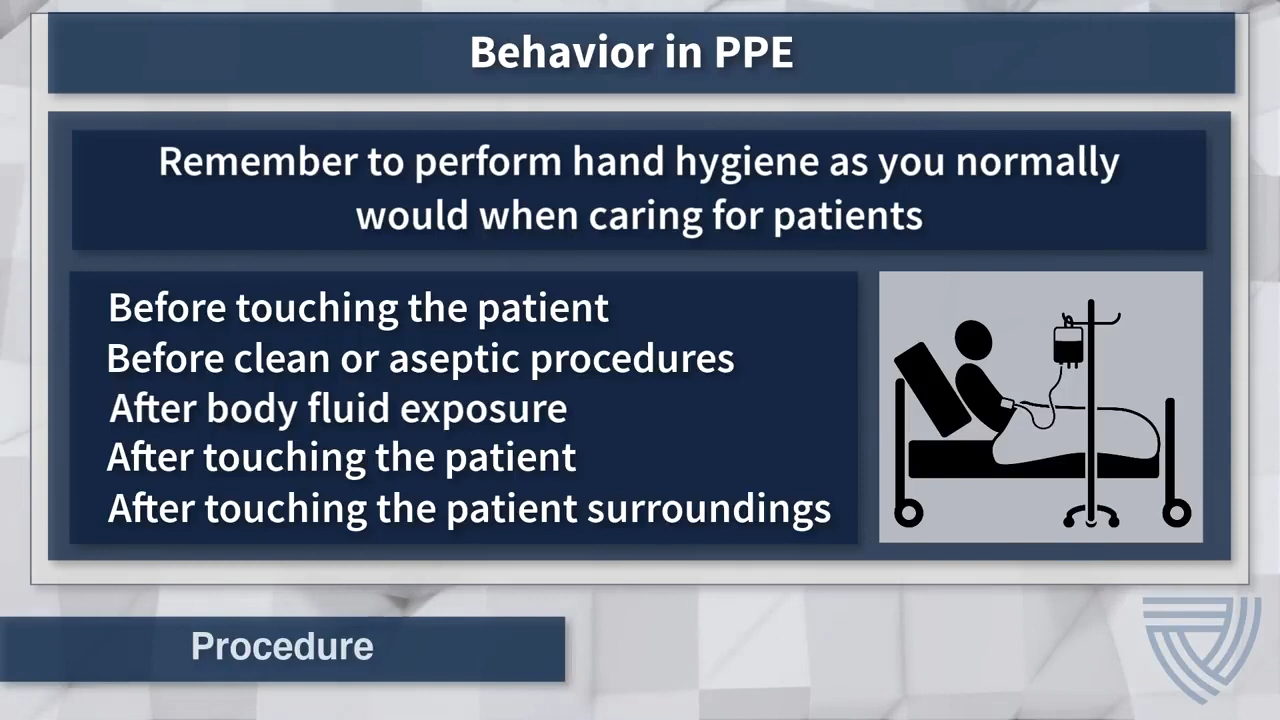 Behavior in PPE
Remember to perform hand hygiene as you normally
would when caring for patients
Before touching the patient
Before clean or aseptic procedures
After body fluid exposure
After touching the patient
After touching the patient surroundings
Procedure